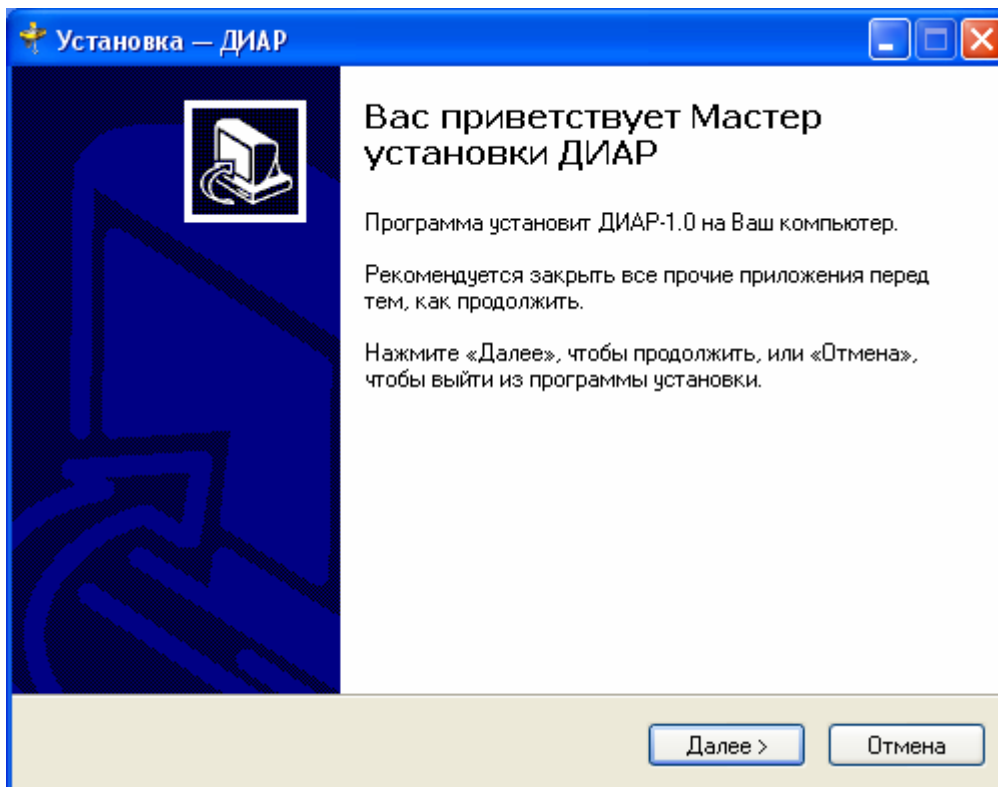 Установка — ДИАР
Вас приветствует Мастер
установки ДИАР
Программа установит ДИАР-1.0 на Ваш компьютер.
Рекомендуется закрыть все прочие приложения перед
тем, как продолжить.
Нажмите «Далее», чтобы продолжить, или «Отмена»,
чтобы выйти из программы установки.
Далее >
Отмена